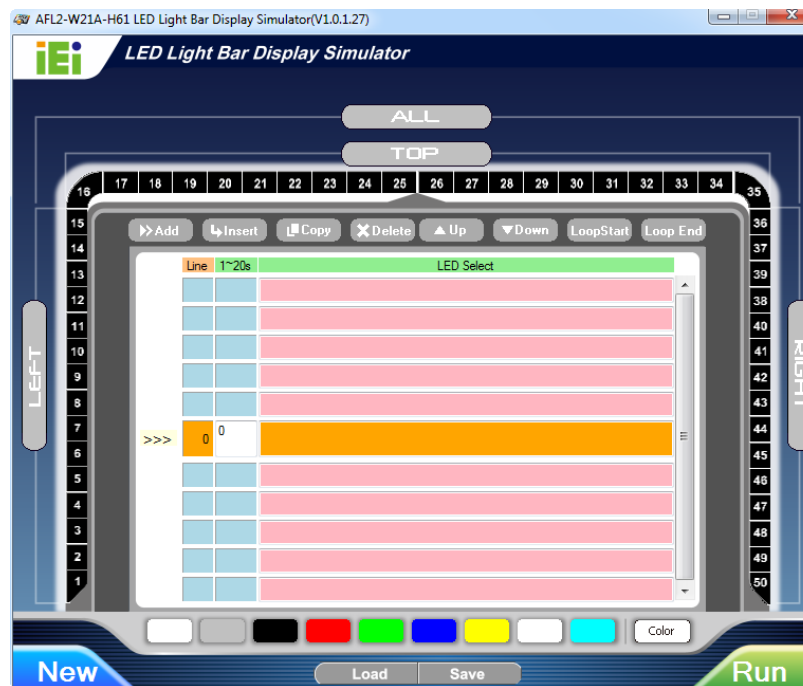 AFL2-W21A-H61 LED Light Bar Display Simulator(V1.0.1.27)
iEi
LED Light Bar Display Simulator
ALL
TOP
16 17 18 19 20 21 22 23 24 25 26 27 28 29 30 31 32 33 34 35
Add Insert Copy Delete Up Down LoopStart Loop End
Line 1~20s LED Select
15
14
13
12
11
10
9
8
7
6
5
4
3
2
1
LEFT
>>> 0 0
36
37
39
38
40
41
42
43
44
45
46
47
48
49
50
RIGHT
Color
New Load Save Run